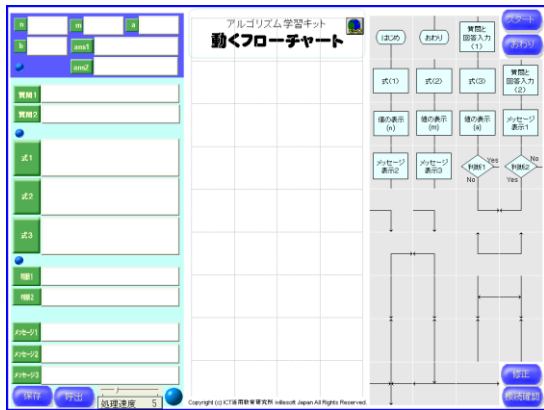 n
m
a
b
ans1
ans2
質問1
質問2
式1
式2
式3
判断1
判断2
メッセージ1
メッセージ2
メッセージ3
保存
呼出
処理速度 5
アルゴリズム学習キット
動くフローチャート
Copyright (c) ICT活用教育研究所 InfBesoft Japan All Rights Reserved.
はじめ
おわり
質問と
回答入力
(1)
スタート
おわり
式(1)
式(2)
式(3)
質問と
回答入力
(2)
値の表示
(n)
値の表示
(m)
値の表示
(a)
メッセージ
表示1
メッセージ
表示2
メッセージ
表示3
判断1
Yes
No
判断2
No
Yes
修正
接続確認